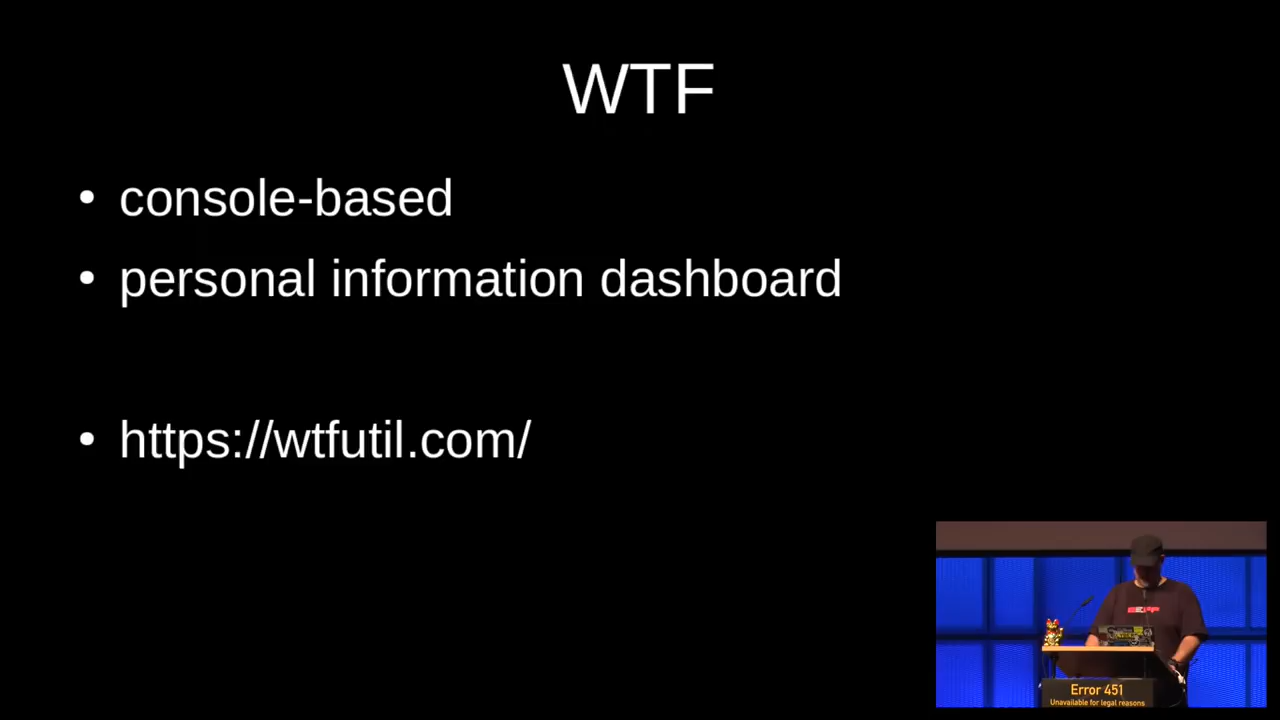 WTF
• console-based
• personal information dashboard
• https://wtfutil.com/
Error 451
Unavailable for legal reasons